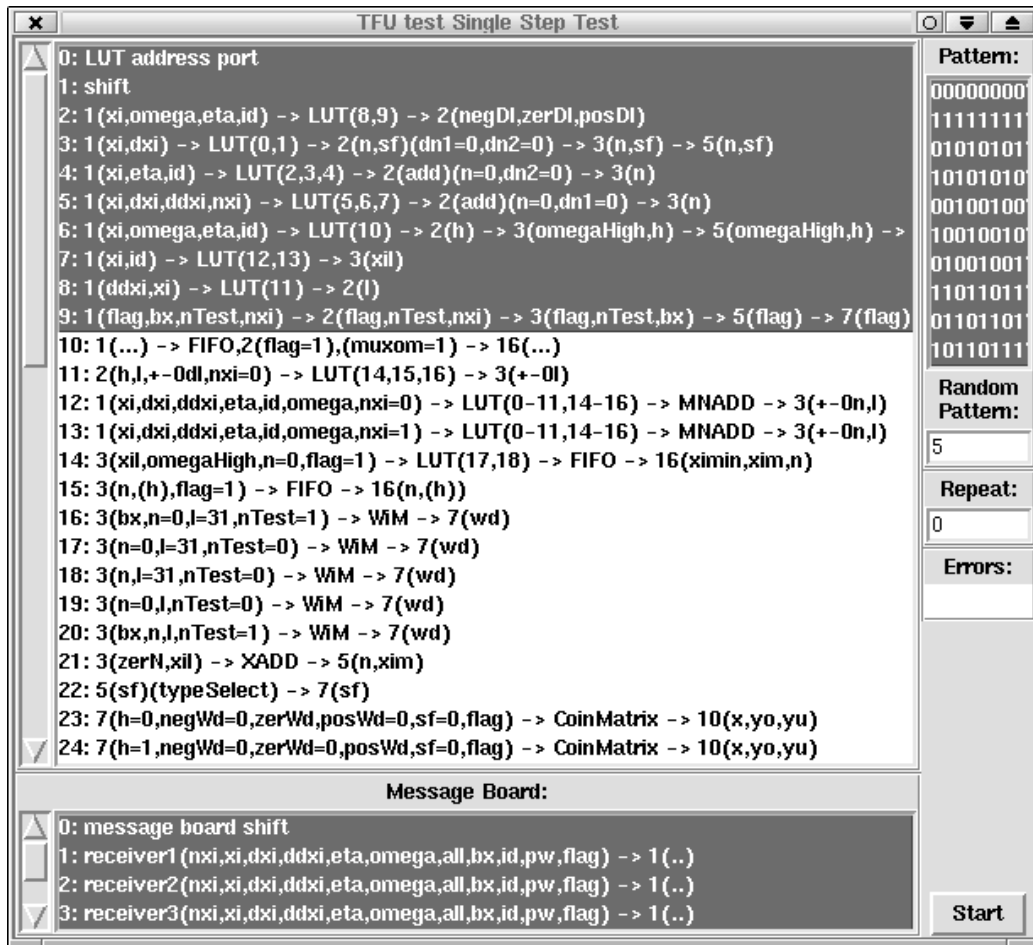 TFU test Single Step Test
0: LUT address port
1: shift
2: 1(xi,omega,eta,id) -> LUT(8,9) -> 2(negDl,zerDl,posDl)
3: 1(xi,dxi) -> LUT(0,1) -> 2(n,sf)(dn1=0,dn2=0) -> 3(n,sf) -> 5(n,sf)
4: 1(xi,eta,id) -> LUT(2,3,4) -> 2(add)(n=0,dn2=0) -> 3(n)
5: 1(xi,dxi,ddxi,nxi) -> LUT(5,6,7) -> 2(add)(n=0,dn1=0) -> 3(n)
6: 1(xi,omega,eta,id) -> LUT(10) -> 2(h) -> 3(omegaHigh,h) -> 5(omegaHigh,h) ->
7: 1(xi,id) -> LUT(12,13) -> 3(xil)
8: 1(ddxi,xi) -> LUT(11) -> 2(l)
9: 1(flag,bx,nTest,nxi) -> 2(flag,nTest,nxi) -> 3(flag,nTest,bx) -> 5(flag) -> 7(flag)
10: 1(...) -> FIFO,2(flag=1),(muxom=1) -> 16(...)
11: 2(h,l,+-0dl,nxi=0) -> LUT(14,15,16) -> 3(+-0l)
12: 1(xi,dxi,ddxi,eta,id,omega,nxi=0) -> LUT(0-11,14-16) -> MNADD -> 3(+-0n,l)
13: 1(xi,dxi,ddxi,eta,id,omega,nxi=1) -> LUT(0-11,14-16) -> MNADD -> 3(+-0n,l)
14: 3(xil,omegaHigh,n=0,flag=1) -> LUT(17,18) -> FIFO -> 16(ximin,xim,n)
15: 3(n,(h),flag=1) -> FIFO -> 16(n,(h))
16: 3(bx,n=0,l=31,nTest=1) -> WiM -> 7(wd)
17: 3(n=0,l=31,nTest=0) -> WiM -> 7(wd)
18: 3(n,l=31,nTest=0) -> WiM -> 7(wd)
19: 3(n=0,l,nTest=0) -> WiM -> 7(wd)
20: 3(bx,n,l,nTest=1) -> WiM -> 7(wd)
21: 3(zerN,xil) -> XADD -> 5(n,xim)
22: 5(sf)(typeSelect) -> 7(sf)
23: 7(h=0,negWd=0,zerWd,posWd=0,sf=0,flag) -> CoinMatrix -> 10(x,yo,yu)
24: 7(h=1,negWd=0,zerWd=0,posWd,sf=0,flag) -> CoinMatrix -> 10(x,yo,yu)
Message Board:
0: message board shift
1: receiver1(nxi,xi,dxi,ddxi,eta,omega,all,bx,id,pw,flag) -> 1(..)
2: receiver2(nxi,xi,dxi,ddxi,eta,omega,all,bx,id,pw,flag) -> 1(..)
3: receiver3(nxi,xi,dxi,ddxi,eta,omega,all,bx,id,pw,flag) -> 1(..)
Pattern:
00000000
11111111
01010101
10101010
00100100
10010010
01001001
11011011
01101101
10110111
Random
Pattern:
5
Repeat:
0
Errors:
Start